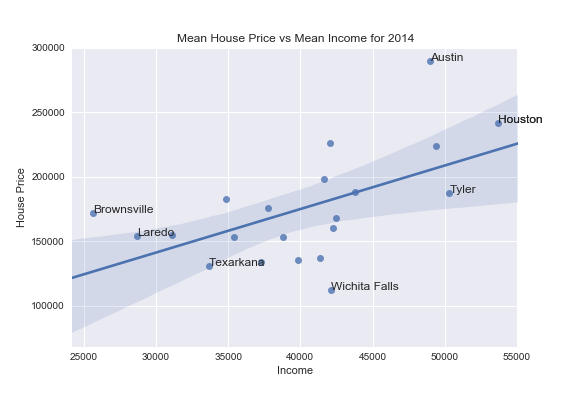 Mean House Price vs Mean Income for 2014
300000
250000
200000
150000
100000
House Price
Austin
Houston
Tyler
Brownsville
Laredo
Texarkana
Wichita Falls
25000 30000 35000 40000 45000 50000 55000
Income